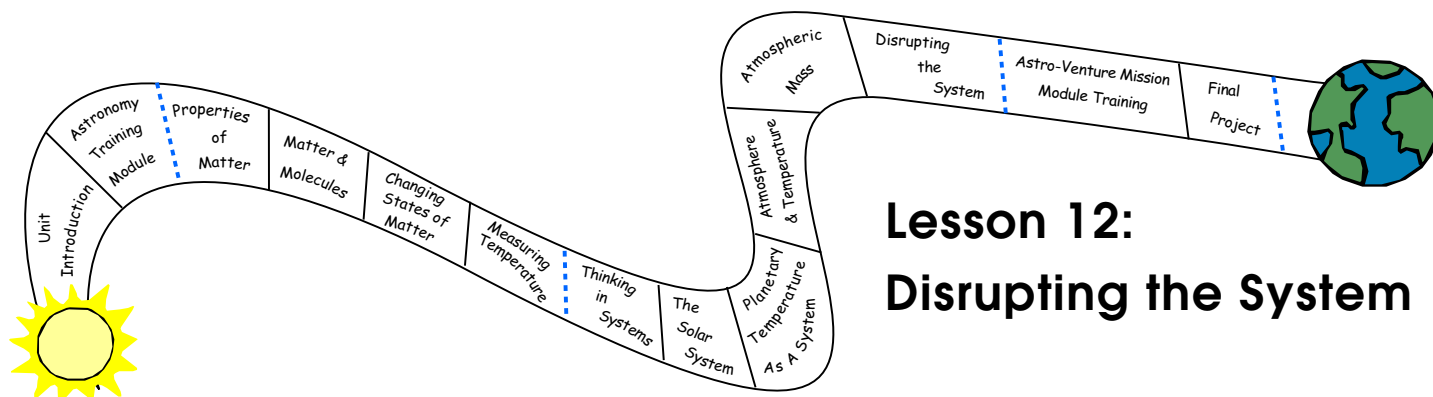 Unit
Introduction
Astronomy
Training
Module
Properties
of
Matter
Matter &
Molecules
Changing
States of
Matter
Measuring
Temperature
Thinking
in
Systems
The
Solar
System
Planetary
Temperature
As A System
Atmosphere
& Temperature
Atmospheric
Mass
Disrupting
the
System
Astro-Venture Mission
Module Training
Final
Project
Lesson 12:
Disrupting the System